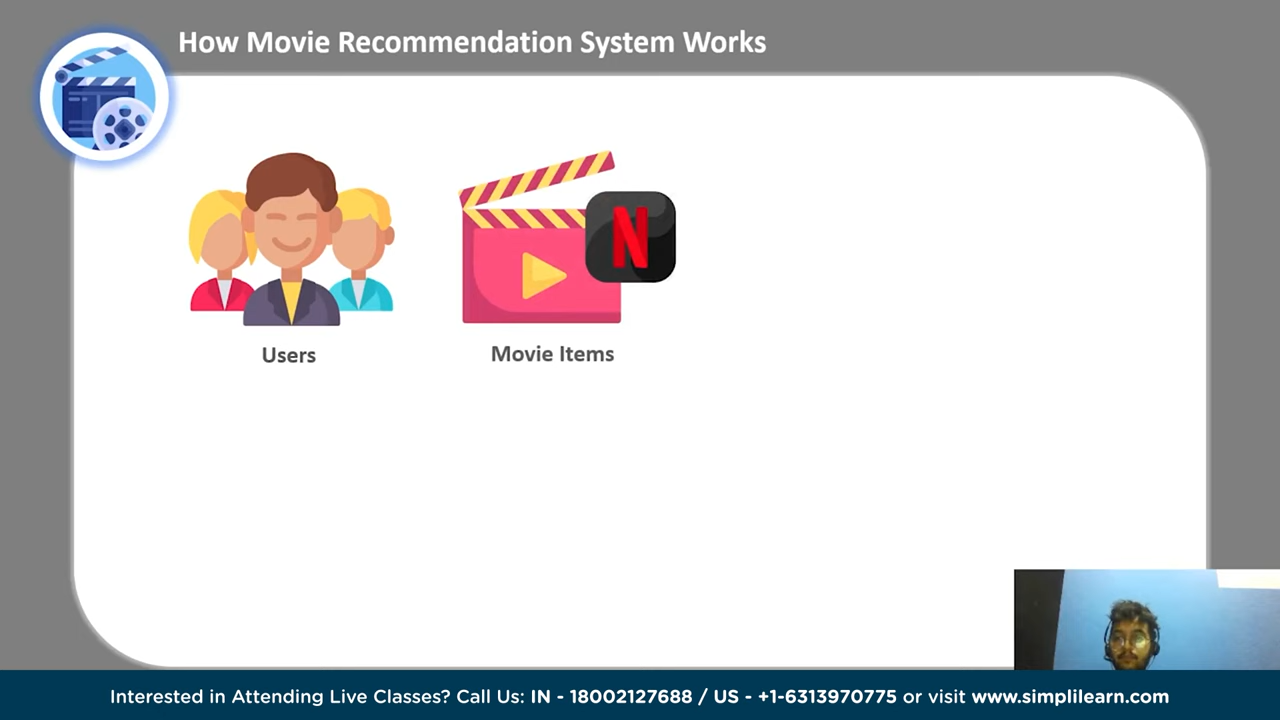 How Movie Recommendation System Works
N
Users
Movie Items
Interested in Attending Live Classes? Call Us: IN - 18002127688 / US - +1-6313970775 or visit www.simplilearn.com